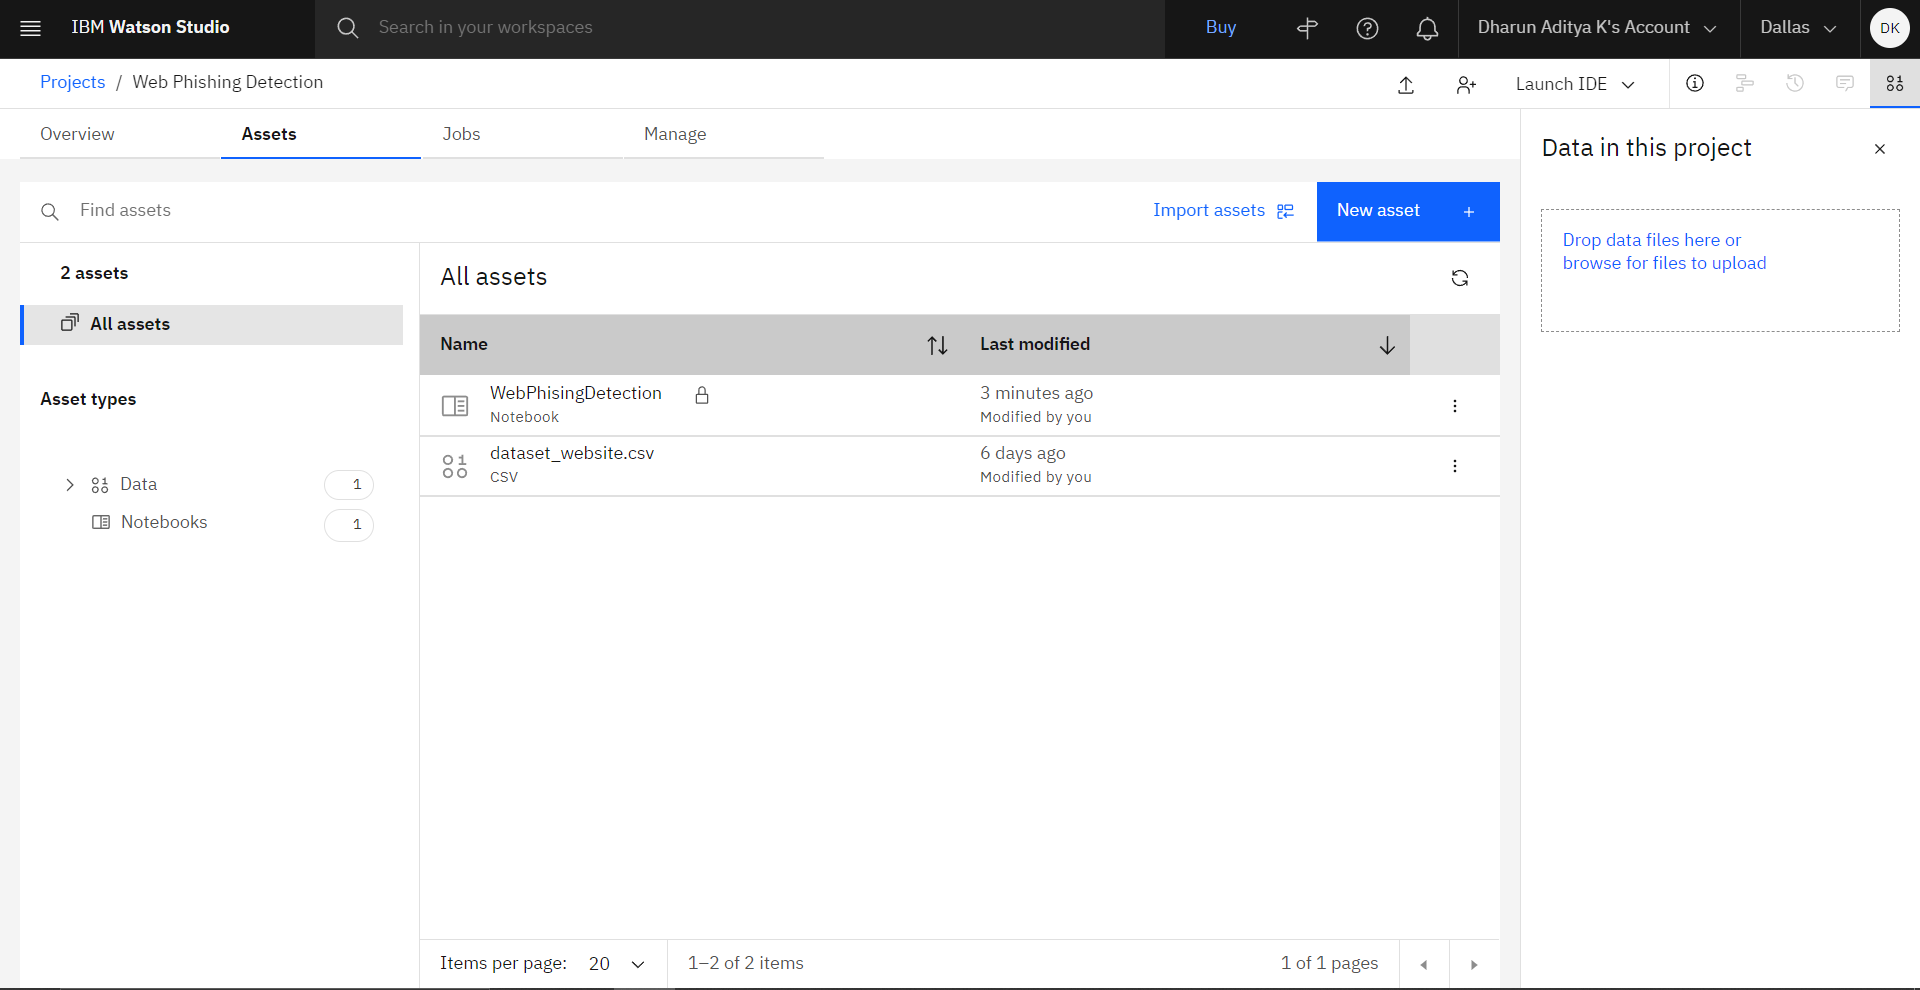 IBM Watson Studio
Search in your workspaces
Buy
Dharun Aditya K's Account
Dallas
DK
Projects / Web Phishing Detection
Launch IDE
Overview
Assets
Jobs
Manage
Data in this project
Find assets
Import assets
New asset
Drop data files here or
browse for files to upload
2 assets
All assets
All assets
Name
Last modified
Asset types
WebPhisingDetection
3 minutes ago
Notebook
Modified by you
dataset_website.csv
6 days ago
CSV
Modified by you
Data
1
Notebooks
1
Items per page: 20
1–2 of 2 items
1 of 1 pages